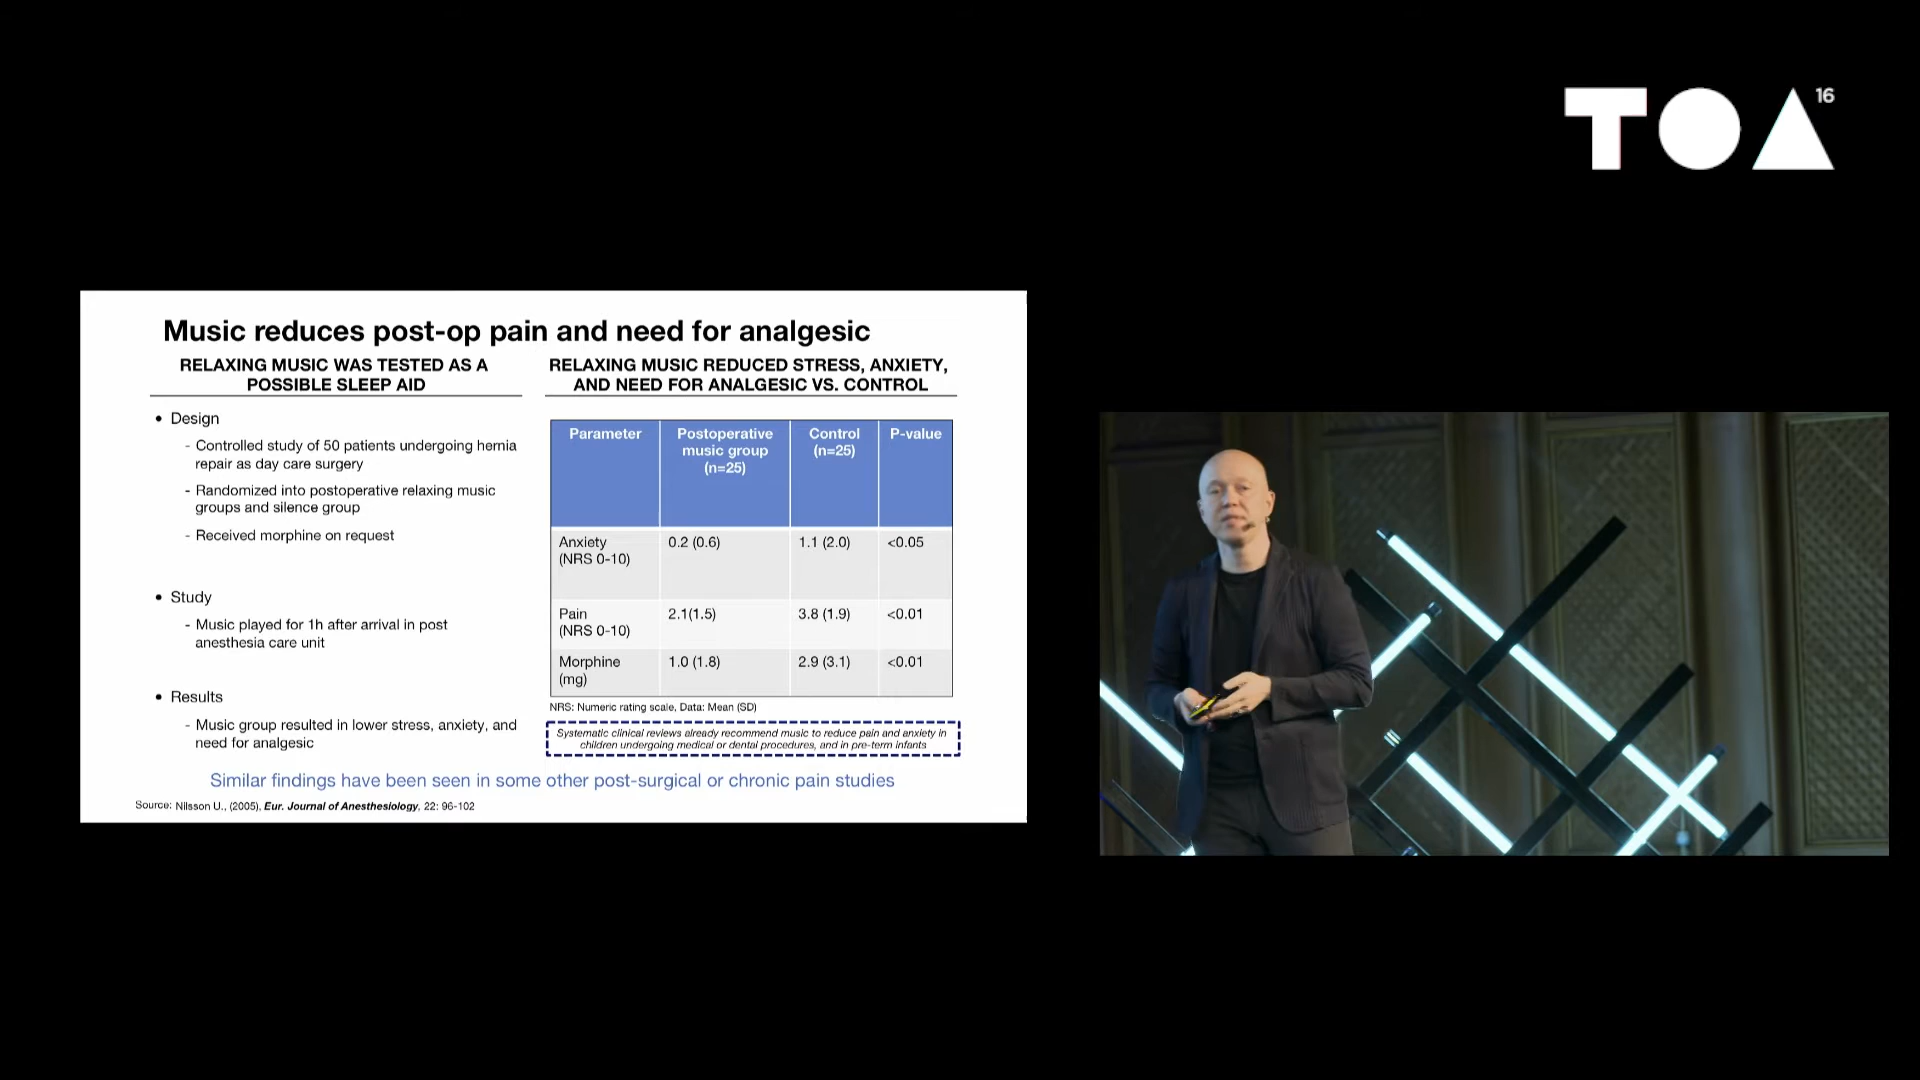 TOA 16
Music reduces post-op pain and need for analgesic
RELAXING MUSIC WAS TESTED AS A
POSSIBLE SLEEP AID
• Design
- Controlled study of 50 patients undergoing hernia
repair as day care surgery
- Randomized into postoperative relaxing music
groups and silence group
- Received morphine on request
• Study
- Music played for 1h after arrival in post
anesthesia care unit
• Results
- Music group resulted in lower stress, anxiety, and
need for analgesic
RELAXING MUSIC REDUCED STRESS, ANXIETY,
AND NEED FOR ANALGESIC VS. CONTROL
Parameter Postoperative music group (n=25) Control (n=25) P-value
Anxiety (NRS 0-10) 0.2 (0.6) 1.1 (2.0) <0.05
Pain (NRS 0-10) 2.1(1.5) 3.8 (1.9) <0.01
Morphine (mg) 1.0 (1.8) 2.9 (3.1) <0.01
NRS: Numeric rating scale, Data: Mean (SD)
Systematic clinical reviews already recommend music to reduce pain and anxiety in
children undergoing medical or dental procedures, and in pre-term infants
Similar findings have been seen in some other post-surgical or chronic pain studies
Source: Nilsson U., (2005), Eur. Journal of Anesthesiology, 22: 96-102